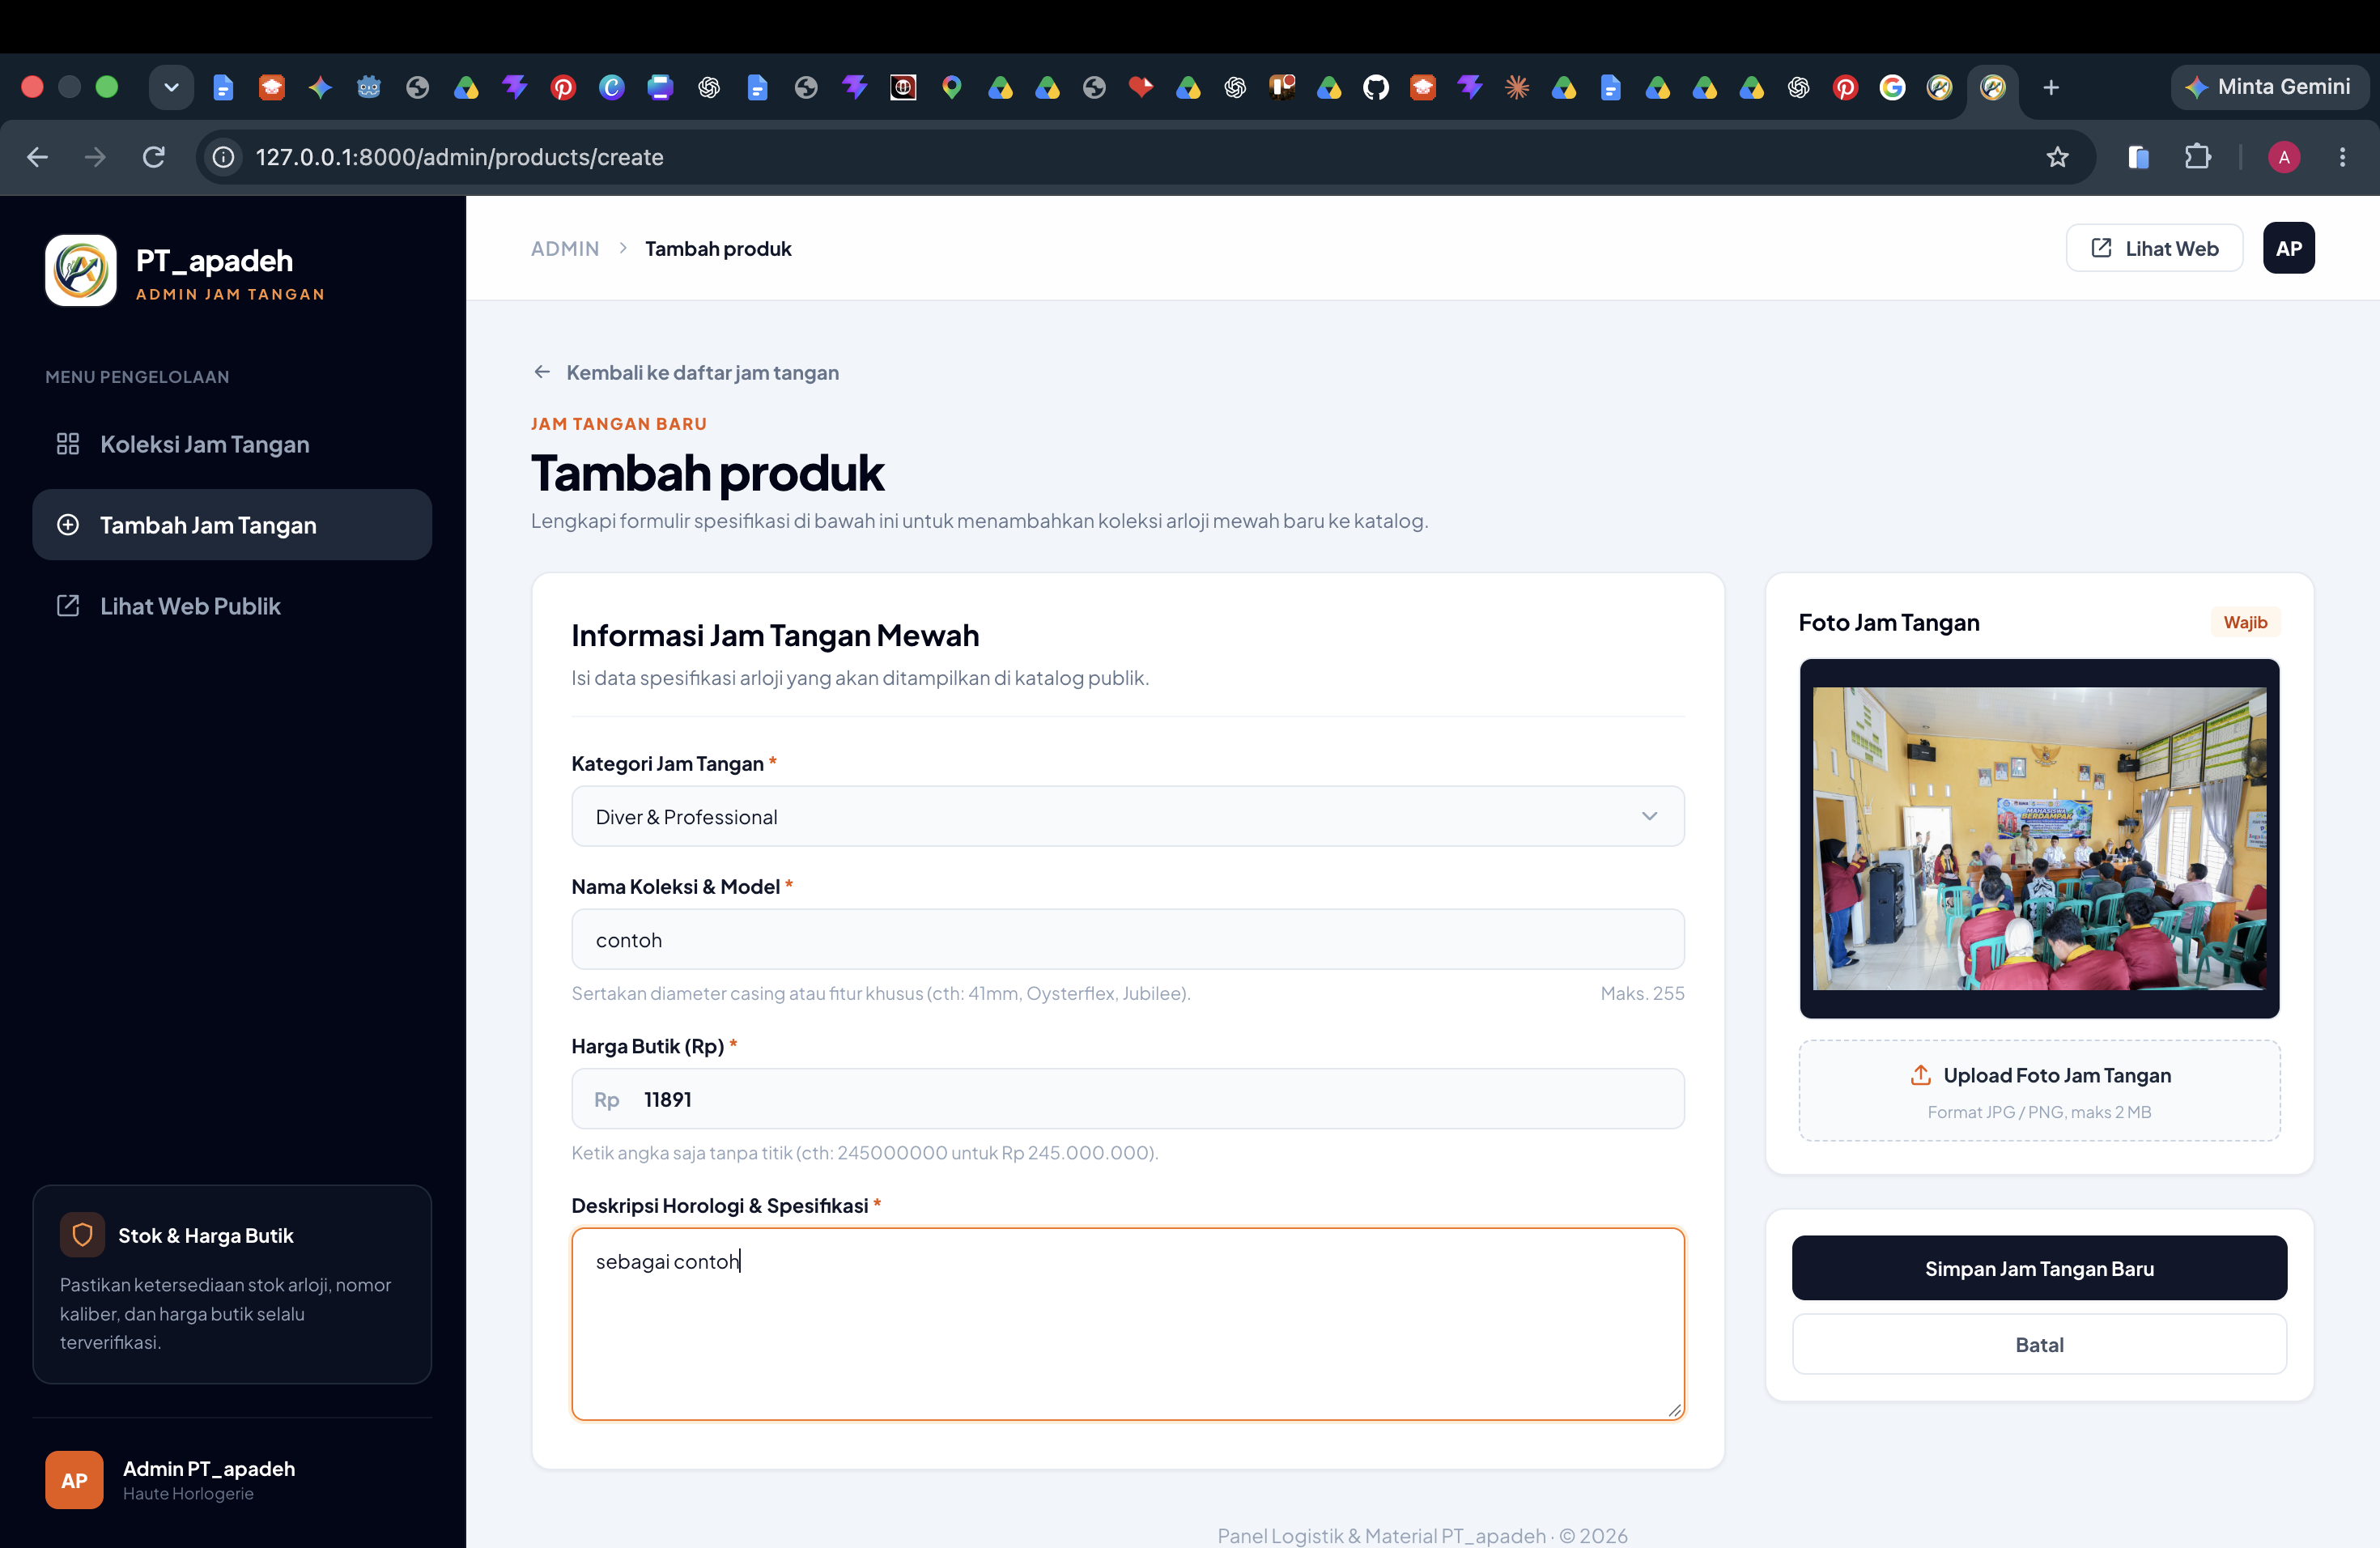 Minta Gemini
127.0.0.1:8000/admin/products/create
A
PT_apadeh
ADMIN JAM TANGAN
MENU PENGELOLAAN
Koleksi Jam Tangan
Tambah Jam Tangan
Lihat Web Publik
Stok & Harga Butik
Pastikan ketersediaan stok arloji, nomor
kaliber, dan harga butik selalu
terverifikasi.
AP
Admin PT_apadeh
Haute Horlogerie
ADMIN
Tambah produk
Lihat Web
AP
Kembali ke daftar jam tangan
JAM TANGAN BARU
Tambah produk
Lengkapi formulir spesifikasi di bawah ini untuk menambahkan koleksi arloji mewah baru ke katalog.
Informasi Jam Tangan Mewah
Isi data spesifikasi arloji yang akan ditampilkan di katalog publik.
Kategori Jam Tangan *
Diver & Professional
Nama Koleksi & Model *
contoh
Sertakan diameter casing atau fitur khusus (cth: 41mm, Oysterflex, Jubilee).
Maks. 255
Harga Butik (Rp) *
Rp 11891
Ketik angka saja tanpa titik (cth: 245000000 untuk Rp 245.000.000).
Deskripsi Horologi & Spesifikasi *
sebagai contoh
Foto Jam Tangan
Wajib
MAHASISWA
BERDAMPAK
Upload Foto Jam Tangan
Format JPG / PNG, maks 2 MB
Simpan Jam Tangan Baru
Batal
Panel Logistik & Material PT_apadeh · © 2026